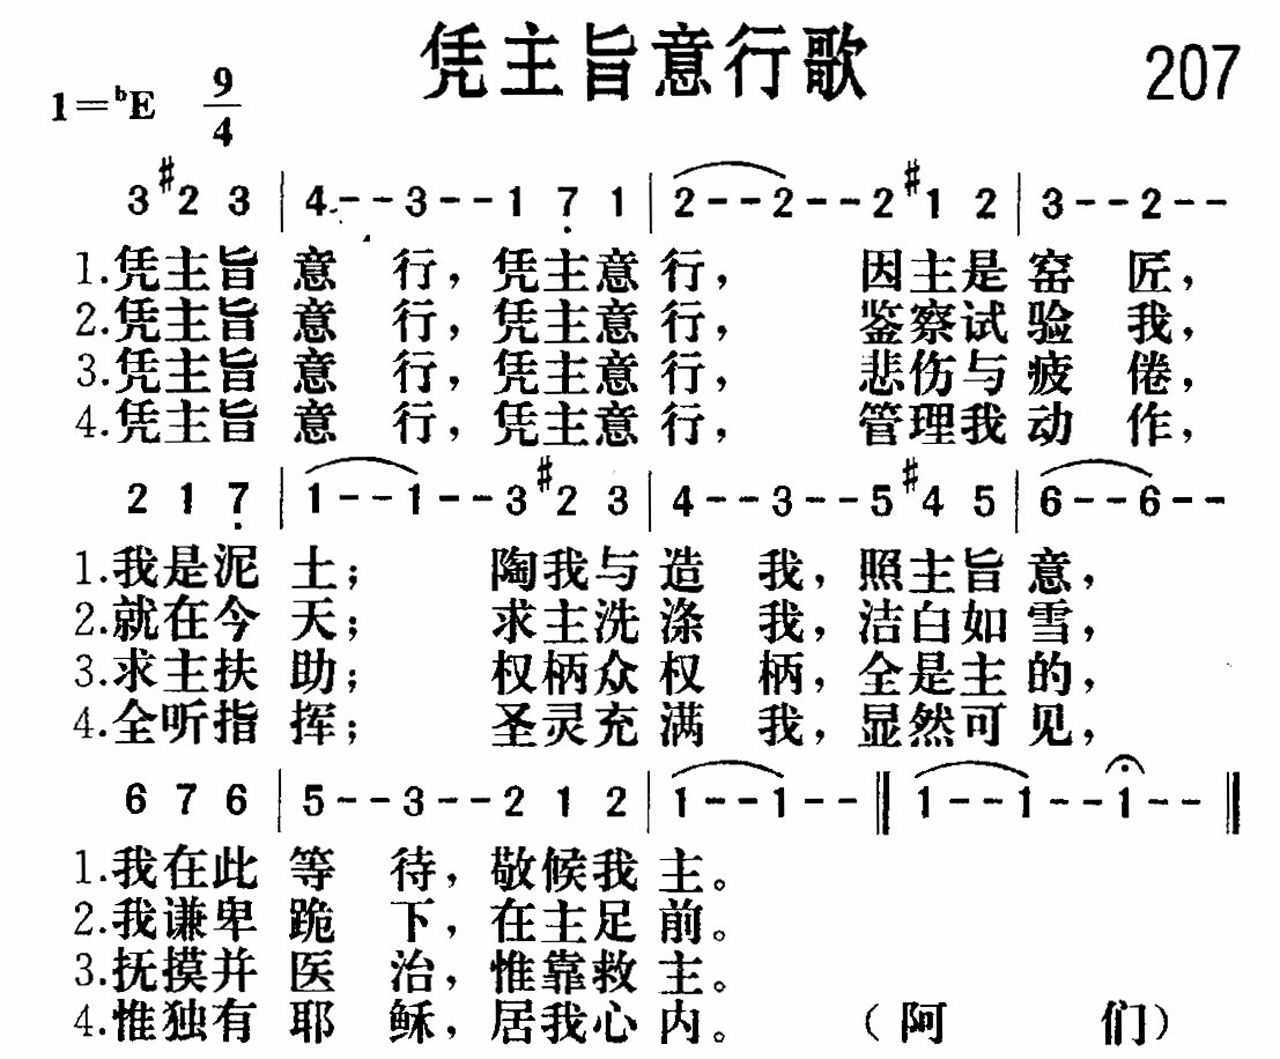 凭主旨意行歌 207
1=ᵇE 9/4
3 #2 3 | 4 - - 3 - - 1 7̣ 1 | 2 - - 2 - - 2 #1 2 | 3 - - 2 - -
1.凭主旨 意 行，凭主意行， 因主是窑 匠，
2.凭主旨 意 行，凭主意行， 鉴察试验 我，
3.凭主旨 意 行，凭主意行， 悲伤与疲 倦，
4.凭主旨 意 行，凭主意行， 管理我动 作，
2 1 7̣ | 1 - - 1 - - 3 #2 3 | 4 - - 3 - - 5 #4 5 | 6 - - 6 - -
1.我是泥 土； 陶我与造 我，照主旨意，
2.就在今 天； 求主洗涤 我，洁白如雪，
3.求主扶 助； 权柄众权 柄，全是主的，
4.全听指 挥； 圣灵充满 我，显然可见，
6 7 6 | 5 - - 3 - - 2 1 2 | 1 - - 1 - - ‖ 1 - - 1 - - 1 - - ‖
1.我在此 等 待，敬候我主。
2.我谦卑 跪 下，在主足前。
3.抚摸并 医 治，惟靠救主。
4.惟独有 耶 稣，居我心内。 （阿 们）